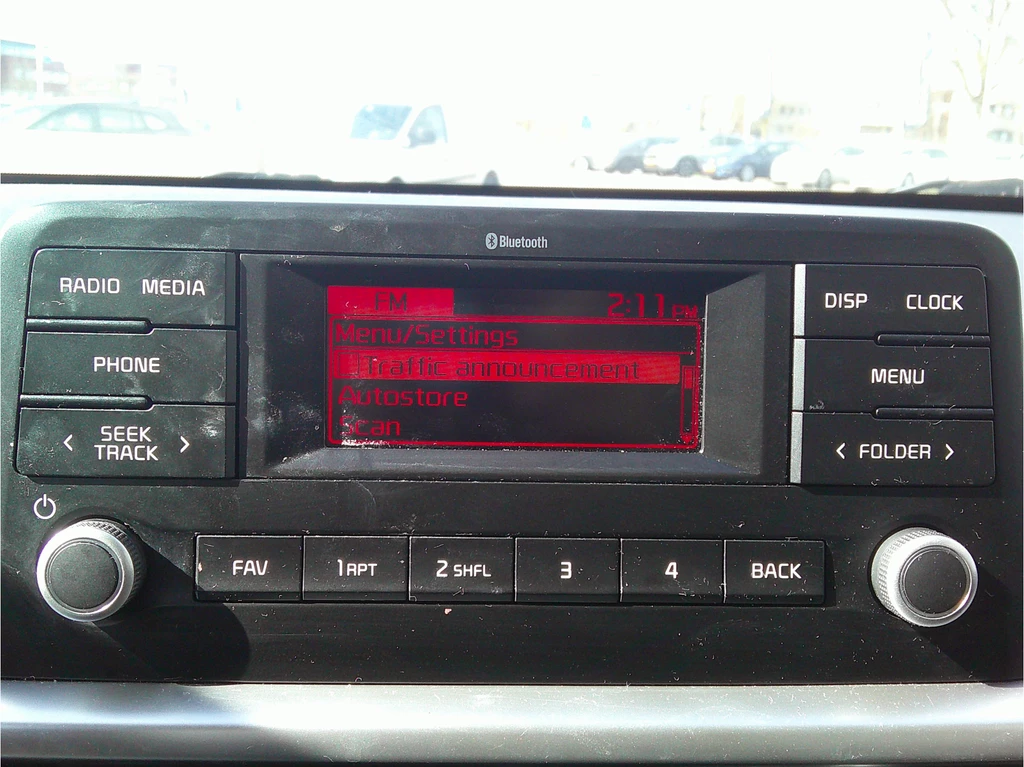 Bluetooth
RADIO MEDIA
DISP CLOCK
FM 2:11 PM
Menu/Settings
Traffic announcement
Autostore
Scan
PHONE
MENU
< SEEK TRACK >
< FOLDER >
FAV 1 RPT 2 SHFL 3 4 BACK